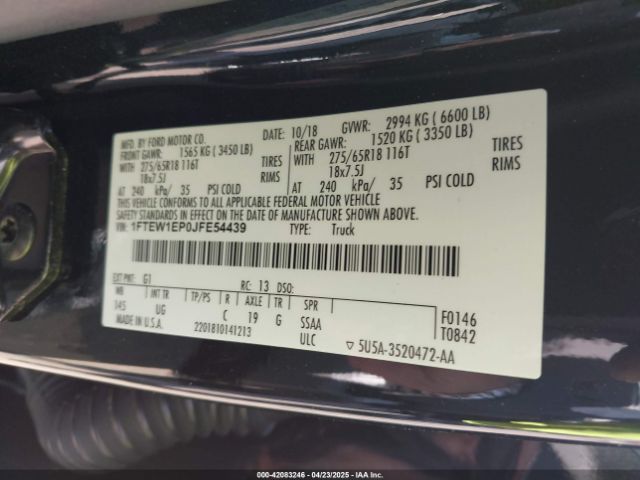 MFD. BY FORD MOTOR CO. DATE: 10/18 GVWR: 2994 KG ( 6600 LB)
FRONT GAWR: 1565 KG ( 3450 LB) REAR GAWR: 1520 KG ( 3350 LB)
WITH 275/65R18 116T TIRES WITH 275/65R18 116T TIRES
18x7.5J RIMS 18x7.5J RIMS
AT 240 kPa/ 35 PSI COLD AT 240 kPa/ 35 PSI COLD
THIS VEHICLE CONFORMS TO ALL APPLICABLE FEDERAL MOTOR VEHICLE
SAFETY STANDARDS IN EFFECT ON THE DATE OF MANUFACTURE SHOWN ABOVE.
VIN: 1FTEW1EP0JFE54439 TYPE: Truck
EXT PNT: G1 RC: 13 DSO:
WB INT TR TP/PS R AXLE TR SPR
145 UG C 19 G SSAA
F0146
T0842
MADE IN U.S.A. 2201810141213 ULC
▽ 5U5A-3520472-AA
000-42083246 - 04/23/2025 - IAA Inc.